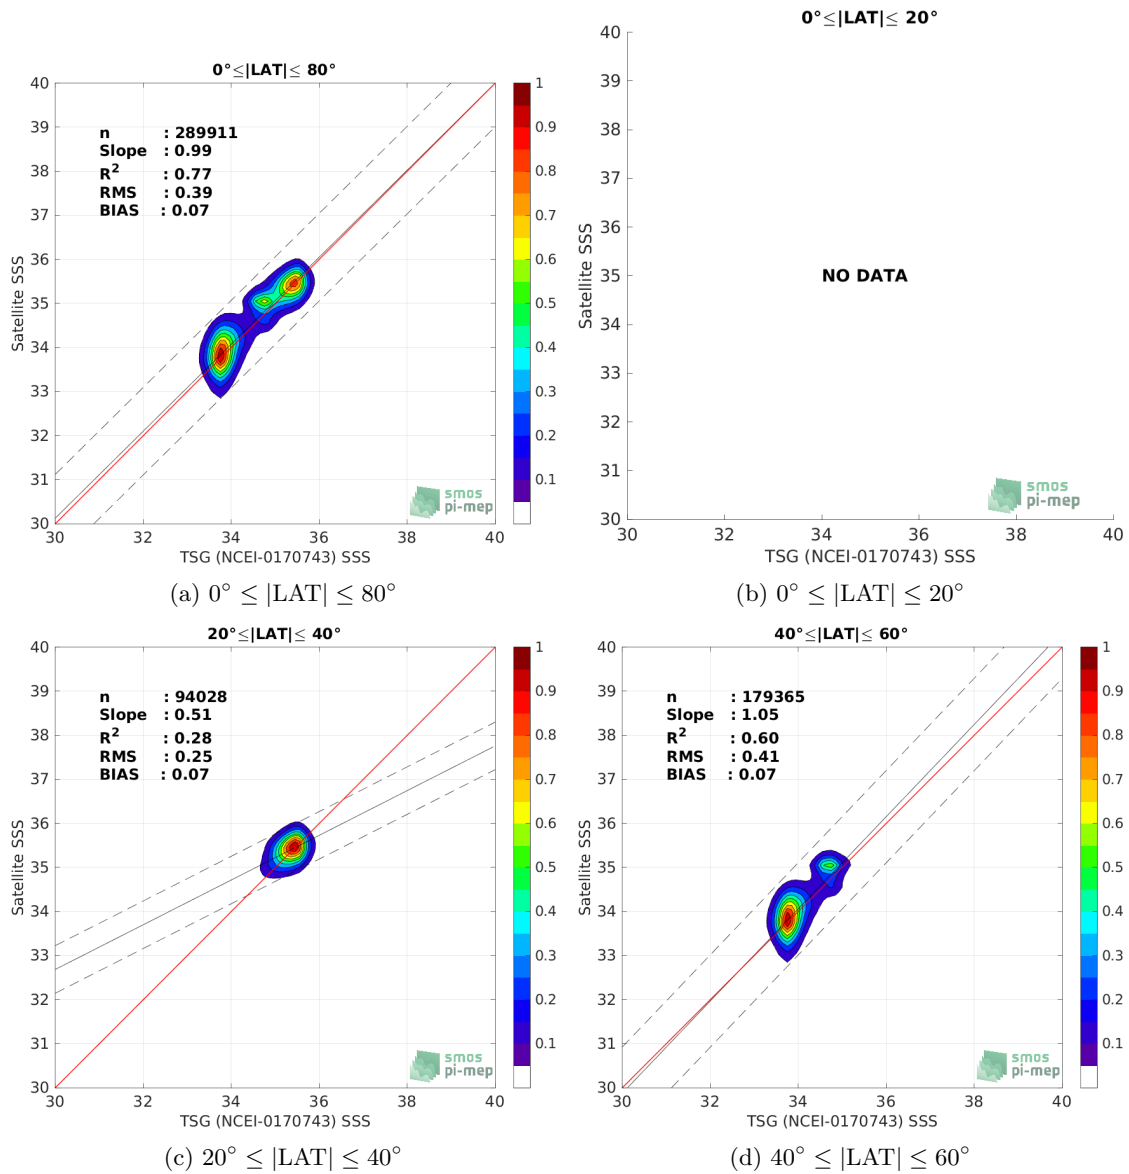 0°≤|LAT|≤ 80°
n : 289911
Slope : 0.99
R² : 0.77
RMS : 0.39
BIAS : 0.07
40
39
38
37
36
35
34
33
32
31
30
Satellite SSS
30 32 34 36 38 40
TSG (NCEI-0170743) SSS
1
0.9
0.8
0.7
0.6
0.5
0.4
0.3
0.2
0.1
smos
pi-mep
(a) 0° ≤ |LAT| ≤ 80°
0°≤|LAT|≤ 20°
40
39
38
37
36
35
34
33
32
31
30
Satellite SSS
NO DATA
smos
pi-mep
30 32 34 36 38 40
TSG (NCEI-0170743) SSS
(b) 0° ≤ |LAT| ≤ 20°
20°≤|LAT|≤ 40°
n : 94028
Slope : 0.51
R² : 0.28
RMS : 0.25
BIAS : 0.07
40
39
38
37
36
35
34
33
32
31
30
Satellite SSS
30 32 34 36 38 40
TSG (NCEI-0170743) SSS
1
0.9
0.8
0.7
0.6
0.5
0.4
0.3
0.2
0.1
smos
pi-mep
(c) 20° ≤ |LAT| ≤ 40°
40°≤|LAT|≤ 60°
n : 179365
Slope : 1.05
R² : 0.60
RMS : 0.41
BIAS : 0.07
40
39
38
37
36
35
34
33
32
31
30
Satellite SSS
30 32 34 36 38 40
TSG (NCEI-0170743) SSS
1
0.9
0.8
0.7
0.6
0.5
0.4
0.3
0.2
0.1
smos
pi-mep
(d) 40° ≤ |LAT| ≤ 60°